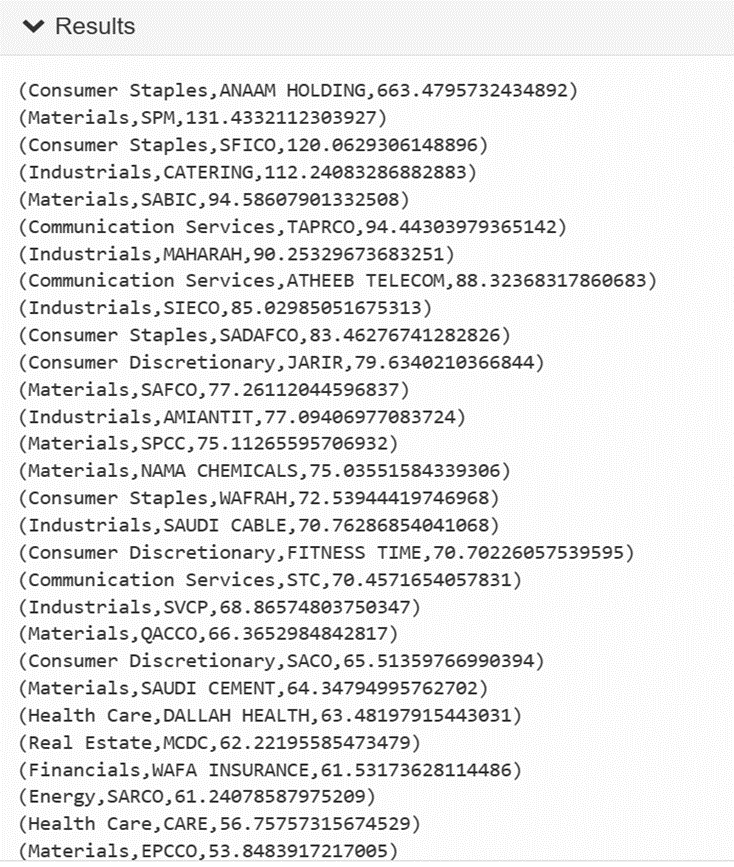 Results
(Consumer Staples,ANAAM HOLDING,663.4795732434892)
(Materials,SPM,131.4332112303927)
(Consumer Staples,SFICO,120.0629306148896)
(Industrials,CATERING,112.24083286882883)
(Materials,SABIC,94.58607901332508)
(Communication Services,TAPRCO,94.44303979365142)
(Industrials,MAHARAH,90.25329673683251)
(Communication Services,ATHEEB TELECOM,88.32368317860683)
(Industrials,SIECO,85.02985051675313)
(Consumer Staples,SADAFCO,83.46276741282826)
(Consumer Discretionary,JARIR,79.6340210366844)
(Materials,SAFCO,77.26112044596837)
(Industrials,AMIANTIT,77.09406977083724)
(Materials,SPCC,75.11265595706932)
(Materials,NAMA CHEMICALS,75.03551584339306)
(Consumer Staples,WAFRAH,72.53944419746968)
(Industrials,SAUDI CABLE,70.76286854041068)
(Consumer Discretionary,FITNESS TIME,70.70226057539595)
(Communication Services,STC,70.4571654057831)
(Industrials,SVCP,68.86574803750347)
(Materials,QACCO,66.3652984842817)
(Consumer Discretionary,SACO,65.51359766990394)
(Materials,SAUDI CEMENT,64.34794995762702)
(Health Care,DALLAH HEALTH,63.48197915443031)
(Real Estate,MCDC,62.22195585473479)
(Financials,WAFA INSURANCE,61.53173628114486)
(Energy,SARCO,61.24078587975209)
(Health Care,CARE,56.75757315674529)
(Materials,EPCCO,53.8483917217005)